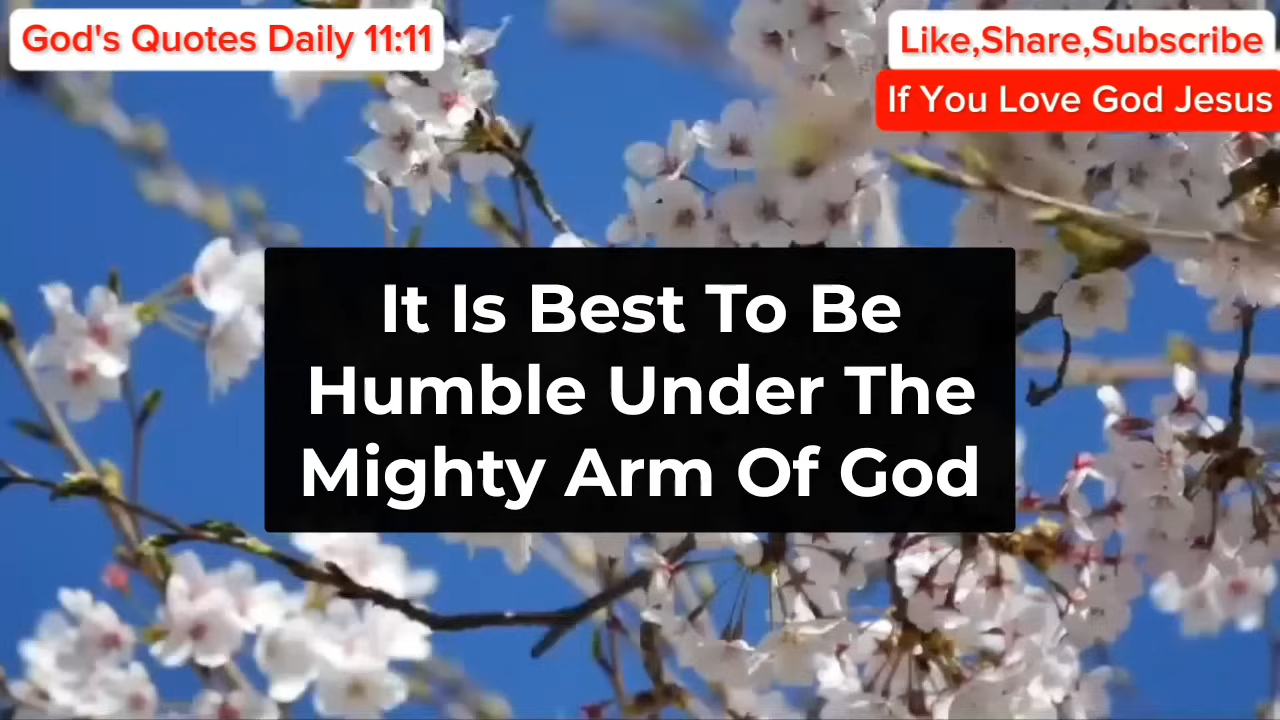 God's Quotes Daily 11:11
Like,Share,Subscribe
If You Love God Jesus
It Is Best To Be
Humble Under The
Mighty Arm Of God